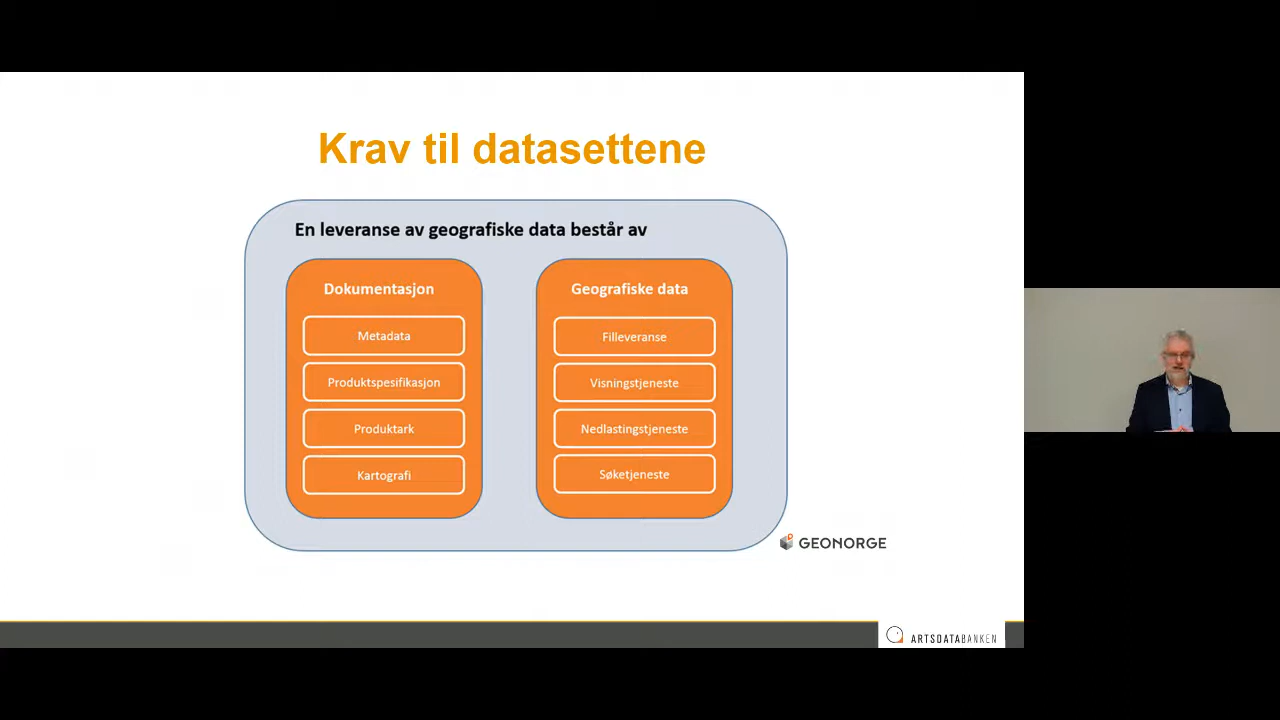 Krav til datasettene
En leveranse av geografiske data består av
Dokumentasjon
Metadata
Produktspesifikasjon
Produktark
Kartografi
Geografiske data
Filleveranse
Visningstjeneste
Nedlastingstjeneste
Søketjeneste
GEONORGE
ARTSDATABANKEN